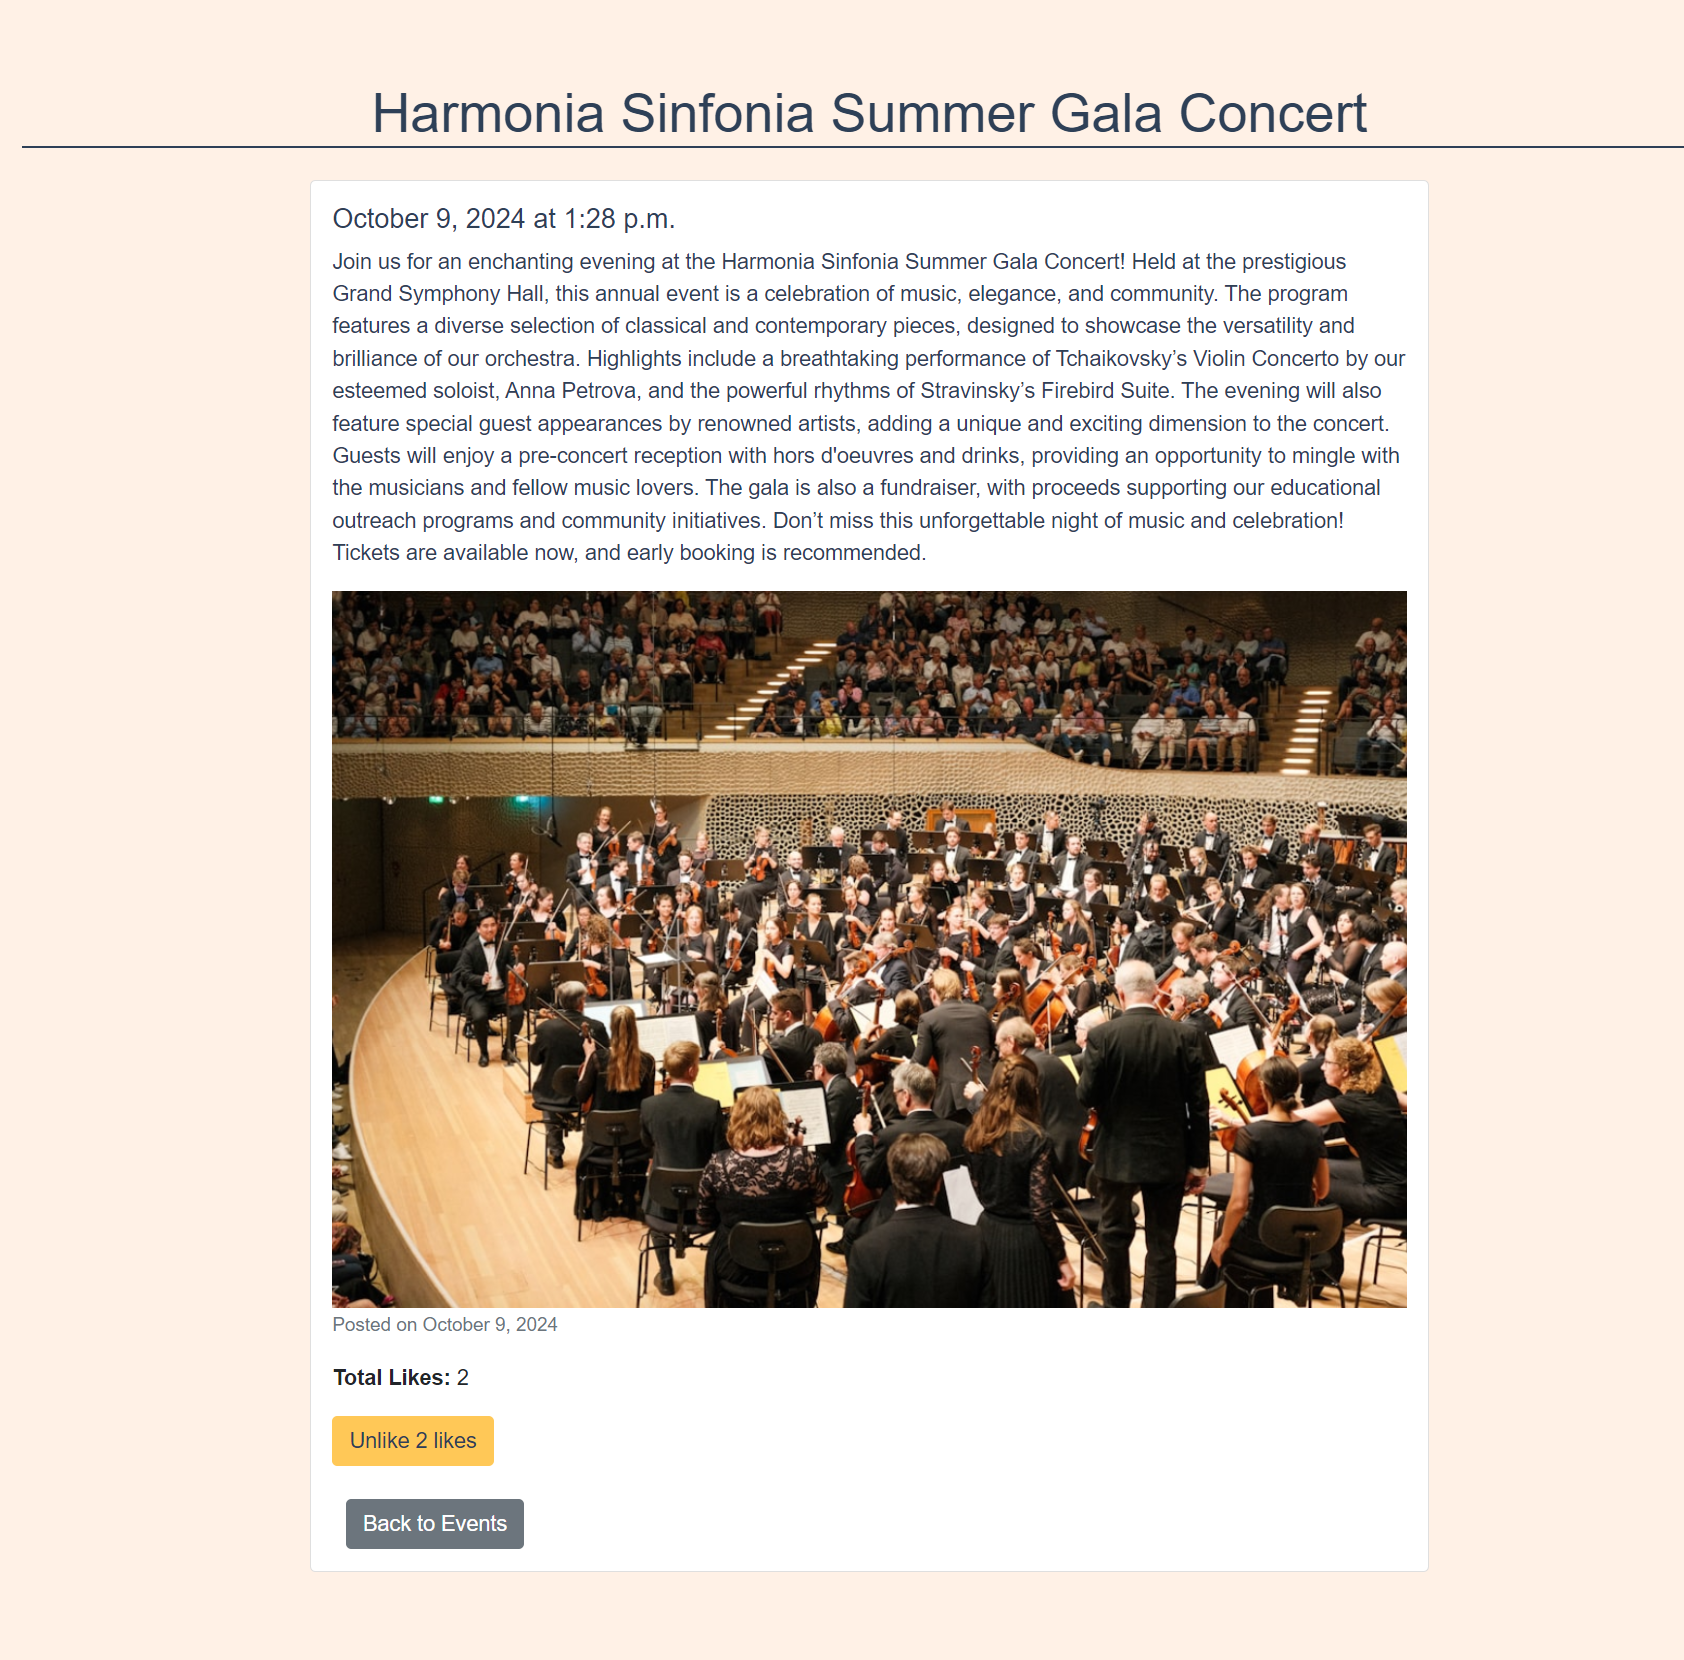 Harmonia Sinfonia Summer Gala Concert
October 9, 2024 at 1:28 p.m.
Join us for an enchanting evening at the Harmonia Sinfonia Summer Gala Concert! Held at the prestigious
Grand Symphony Hall, this annual event is a celebration of music, elegance, and community. The program
features a diverse selection of classical and contemporary pieces, designed to showcase the versatility and
brilliance of our orchestra. Highlights include a breathtaking performance of Tchaikovsky’s Violin Concerto by our
esteemed soloist, Anna Petrova, and the powerful rhythms of Stravinsky’s Firebird Suite. The evening will also
feature special guest appearances by renowned artists, adding a unique and exciting dimension to the concert.
Guests will enjoy a pre-concert reception with hors d'oeuvres and drinks, providing an opportunity to mingle with
the musicians and fellow music lovers. The gala is also a fundraiser, with proceeds supporting our educational
outreach programs and community initiatives. Don’t miss this unforgettable night of music and celebration!
Tickets are available now, and early booking is recommended.
Posted on October 9, 2024
Total Likes: 2
Unlike 2 likes
Back to Events